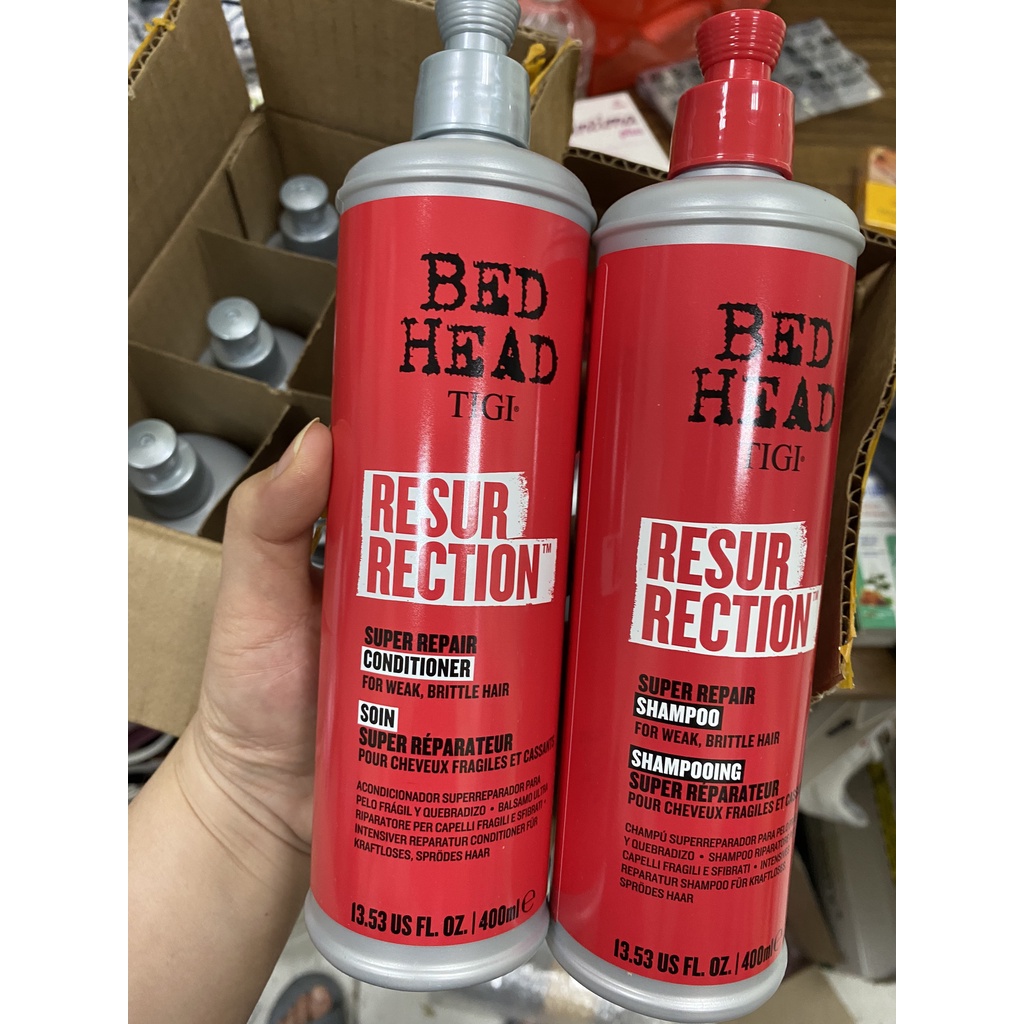 BED
HEAD
TIGI®
RESUR
RECTION™
SUPER REPAIR
CONDITIONER
FOR WEAK, BRITTLE HAIR
SOIN
SUPER RÉPARATEUR
POUR CHEVEUX FRAGILES ET CASSANTS
ACONDICIONADOR SUPERREPARADOR PARA
PELO FRÁGIL Y QUEBRADIZO • BALSAMO ULTRA
RIPARATORE PER CAPELLI FRAGILI E SFIBRATI •
INTENSIVER REPARATUR CONDITIONER FÜR
KRAFTLOSES, SPRÖDES HAAR
13.53 US FL. OZ. | 400ml ℮
BED
HEAD
TIGI®
RESUR
RECTION™
SUPER REPAIR
SHAMPOO
FOR WEAK, BRITTLE HAIR
SHAMPOOING
SUPER RÉPARATEUR
POUR CHEVEUX FRAGILES ET
CHAMPÚ SUPERREPARADOR PARA
Y QUEBRADIZO • SHAMPOO
CAPELLI FRAGILI E SFIBRATI •
REPARATUR SHAMPOO FÜR KRAFTLOSES,
SPRÖDES HAAR
13.53 US FL. OZ. | 400ml